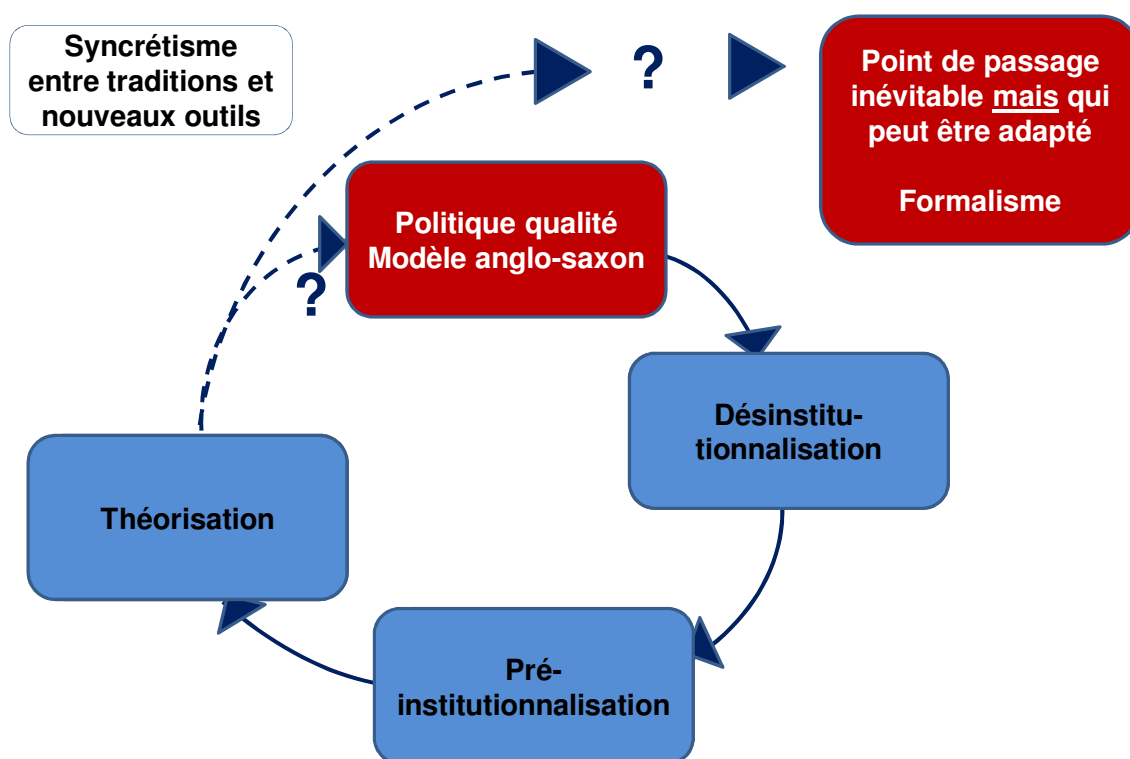 Syncrétisme
entre traditions et
nouveaux outils
?
Point de passage
inévitable mais qui
peut être adapté
Formalisme
Politique qualité
Modèle anglo-saxon
?
Désinstitu-
tionnalisation
Théorisation
Pré-
institutionnalisation